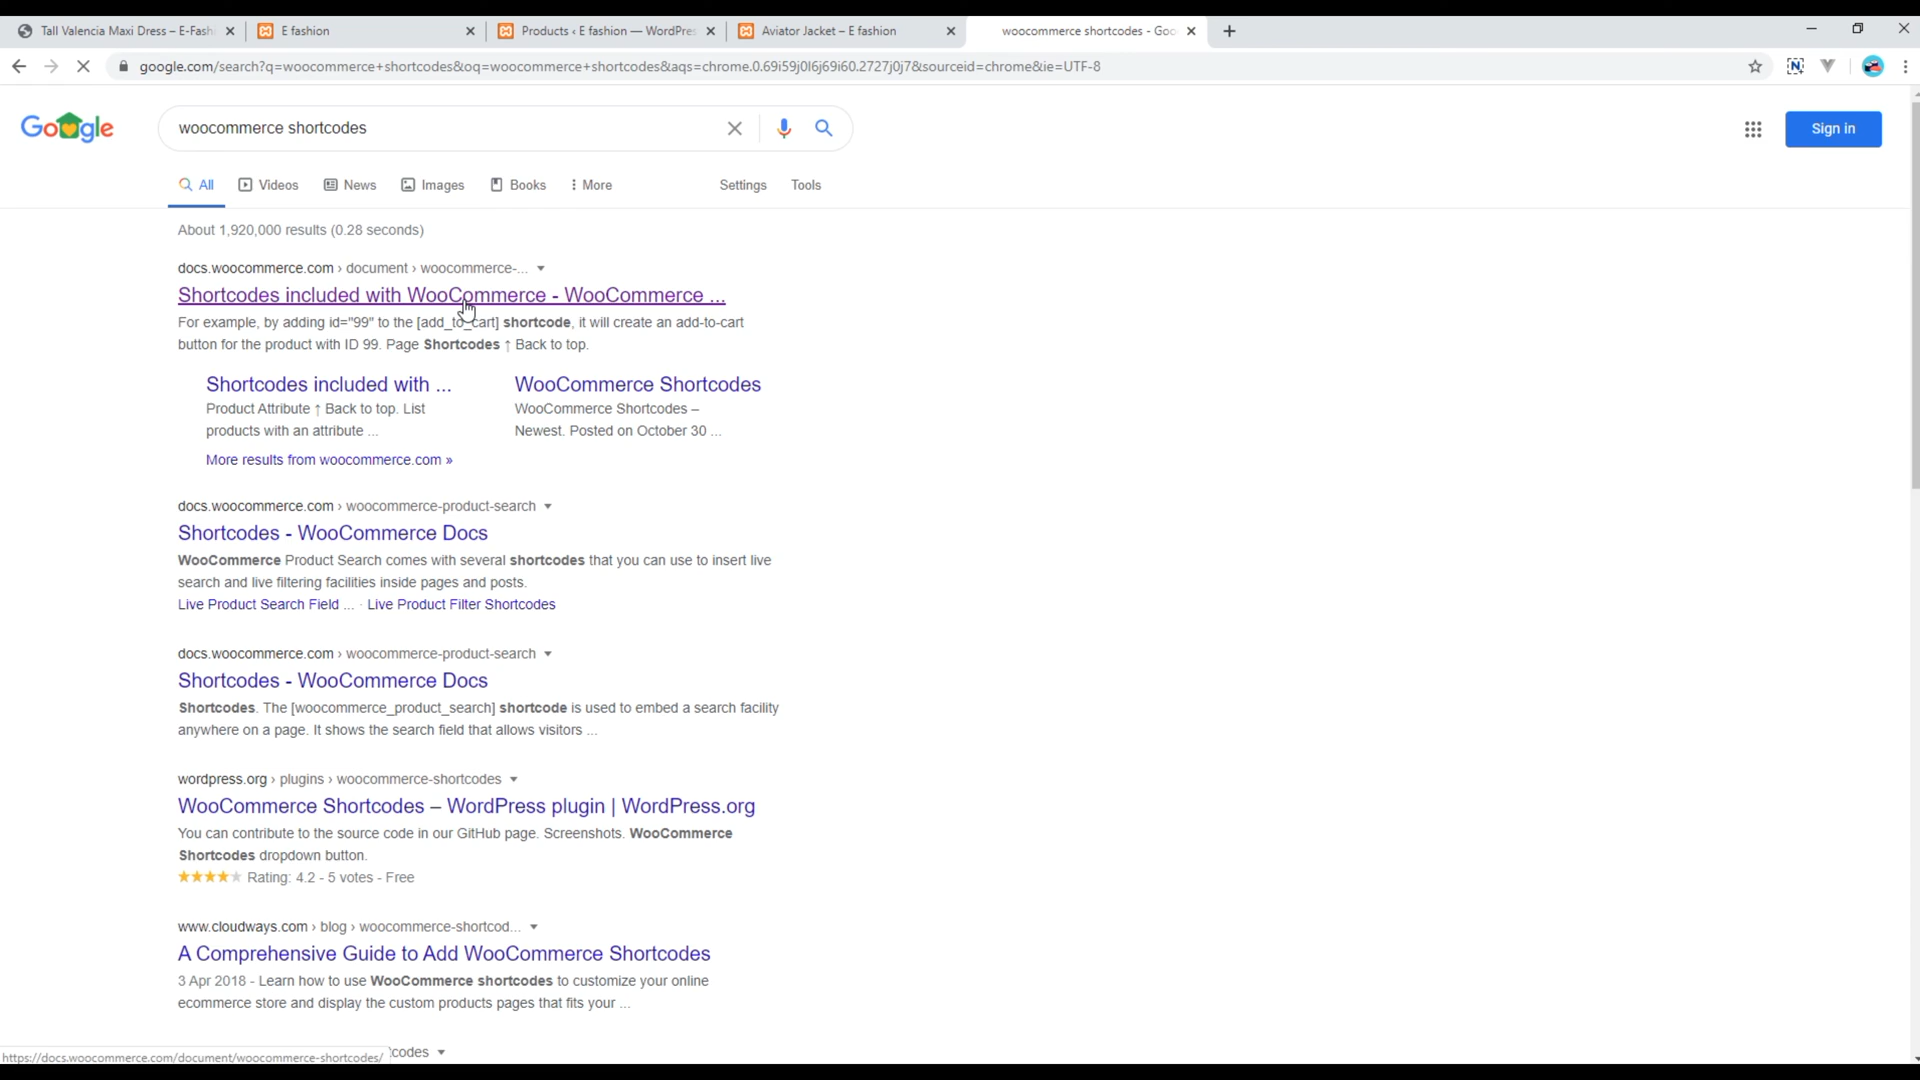 Tall Valencia Maxi Dress – E-Fash
E fashion
Products ‹ E fashion — WordPres
Aviator Jacket – E fashion
woocommerce shortcodes - Goo
google.com/search?q=woocommerce+shortcodes&oq=woocommerce+shortcodes&aqs=chrome.0.69i59j0l6j69i60.2727j0j7&sourceid=chrome&ie=UTF-8
Google
woocommerce shortcodes
Sign in
All Videos News Images Books More Settings Tools
About 1,920,000 results (0.28 seconds)
docs.woocommerce.com › document › woocommerce-...
Shortcodes included with WooCommerce - WooCommerce ...
For example, by adding id="99" to the [add_to_cart] shortcode, it will create an add-to-cart
button for the product with ID 99. Page Shortcodes ↑ Back to top.
Shortcodes included with ...
Product Attribute ↑ Back to top. List
products with an attribute ...
WooCommerce Shortcodes
WooCommerce Shortcodes –
Newest. Posted on October 30 ...
More results from woocommerce.com »
docs.woocommerce.com › woocommerce-product-search
Shortcodes - WooCommerce Docs
WooCommerce Product Search comes with several shortcodes that you can use to insert live
search and live filtering facilities inside pages and posts.
Live Product Search Field ... · Live Product Filter Shortcodes
docs.woocommerce.com › woocommerce-product-search
Shortcodes - WooCommerce Docs
Shortcodes. The [woocommerce_product_search] shortcode is used to embed a search facility
anywhere on a page. It shows the search field that allows visitors ...
wordpress.org › plugins › woocommerce-shortcodes
WooCommerce Shortcodes – WordPress plugin | WordPress.org
You can contribute to the source code in our GitHub page. Screenshots. WooCommerce
Shortcodes dropdown button.
Rating: 4.2 - 5 votes - Free
www.cloudways.com › blog › woocommerce-shortcod...
A Comprehensive Guide to Add WooCommerce Shortcodes
3 Apr 2018 - Learn how to use WooCommerce shortcodes to customize your online
ecommerce store and display the custom products pages that fits your ...
https://docs.woocommerce.com/document/woocommerce-shortcodes/
codes